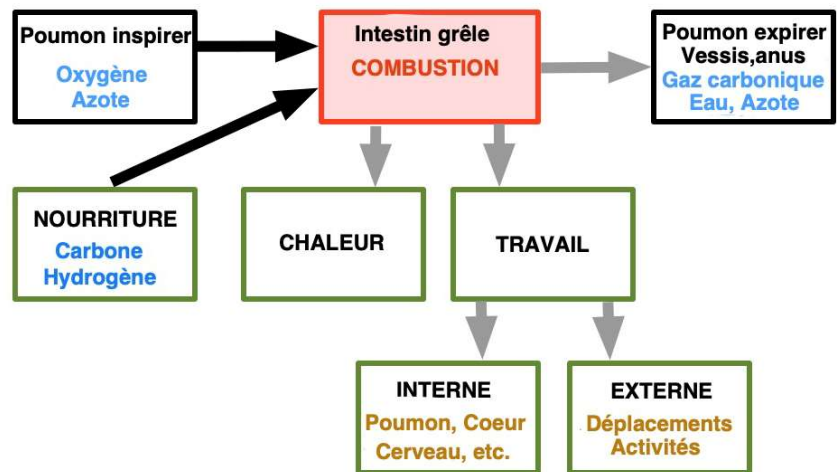 Poumon inspirer
Oxygène
Azote
Intestin grêle
COMBUSTION
Poumon expirer
Vessis,anus
Gaz carbonique
Eau, Azote
NOURRITURE
Carbone
Hydrogène
CHALEUR
TRAVAIL
INTERNE
Poumon, Coeur
Cerveau, etc.
EXTERNE
Déplacements
Activités